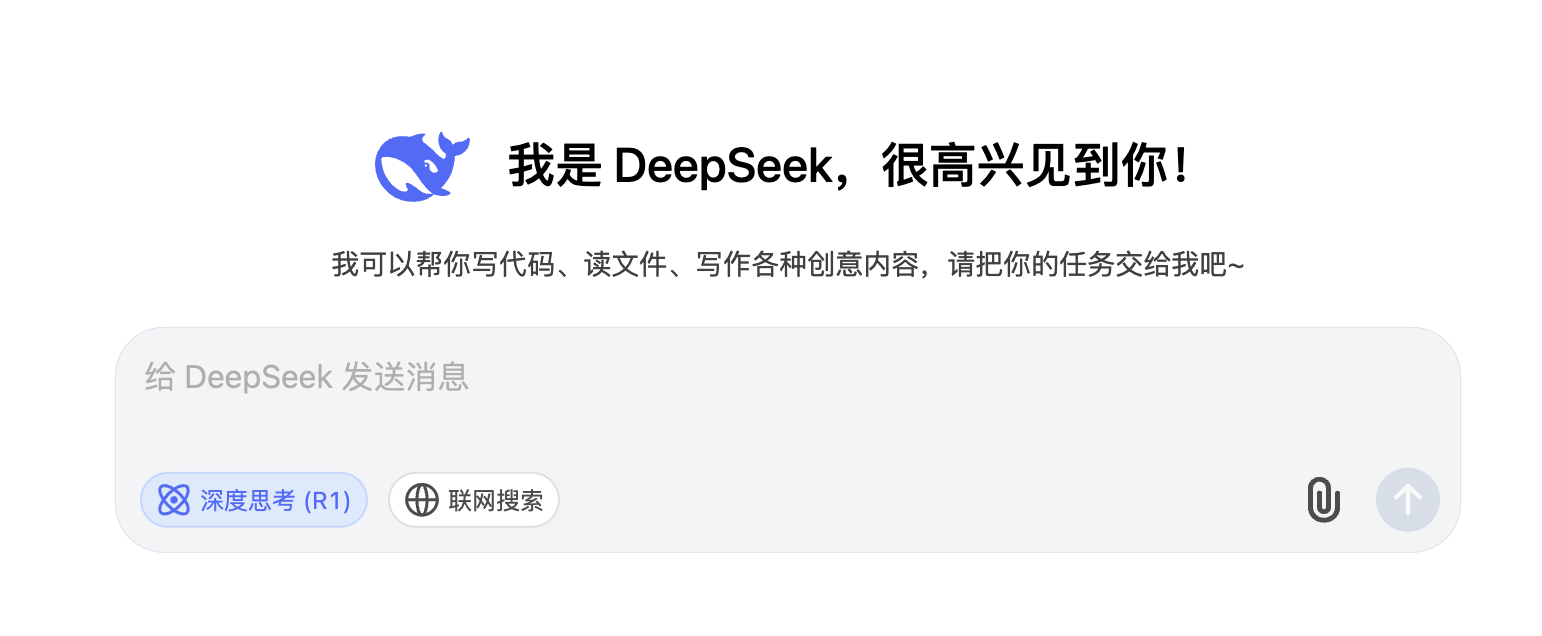 我是 DeepSeek，很高兴见到你！
我可以帮你写代码、读文件、写作各种创意内容，请把你的任务交给我吧~
给 DeepSeek 发送消息
深度思考 (R1) 联网搜索